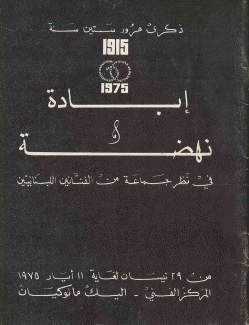 ذكرى مرور ستين سنة
1915
1975
إبادة
و
نهضة
في نظر جماعة من الفنانين اللبنانيين
من ٢٩ نيسان لغاية ١١ أيار ١٩٧٥
المركز الفني - اليك مانوكيان